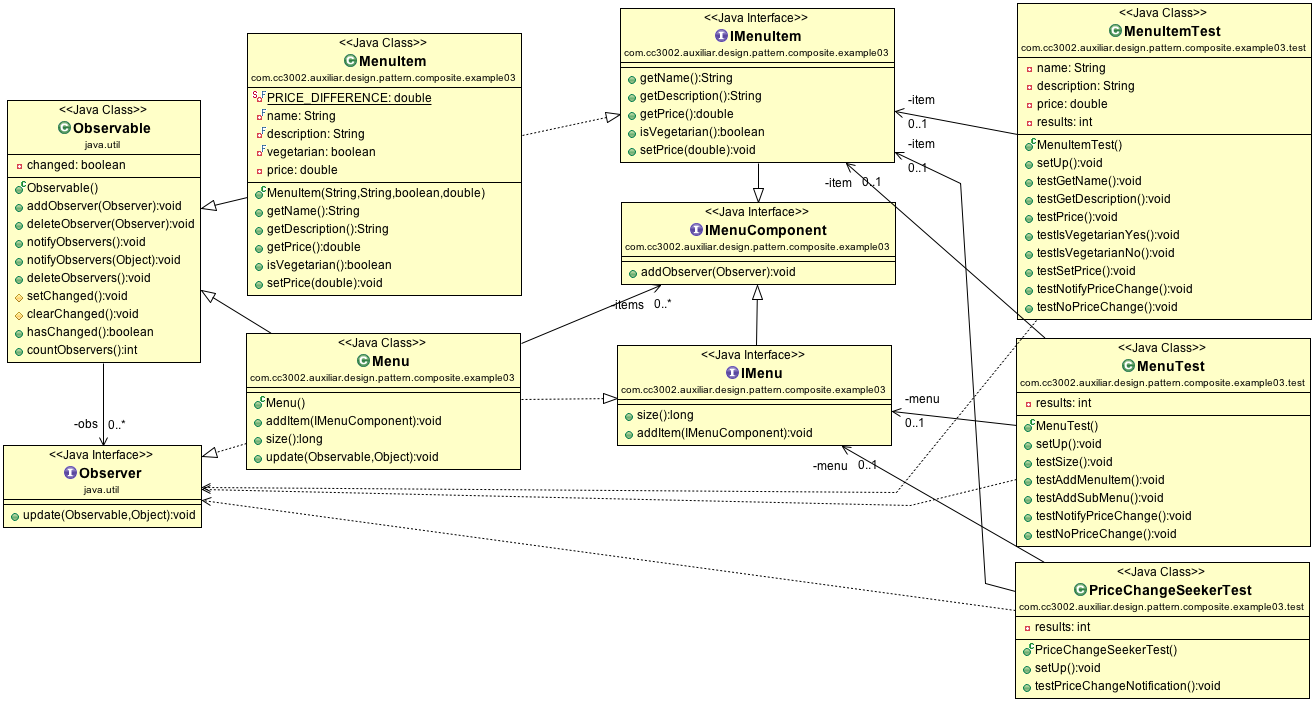 <<Java Class>>
Observable
java.util
changed: boolean
Observable()
addObserver(Observer):void
deleteObserver(Observer):void
notifyObservers():void
notifyObservers(Object):void
deleteObservers():void
setChanged():void
clearChanged():void
hasChanged():boolean
countObservers():int
-obs
0..*
<<Java Interface>>
Observer
java.util
update(Observable,Object):void
<<Java Class>>
MenuItem
com.cc3002.auxiliar.design.pattern.composite.example03
PRICE_DIFFERENCE: double
name: String
description: String
vegetarian: boolean
price: double
MenuItem(String,String,boolean,double)
getName():String
getDescription():String
getPrice():double
isVegetarian():boolean
setPrice(double):void
<<Java Class>>
Menu
com.cc3002.auxiliar.design.pattern.composite.example03
Menu()
addItem(IMenuComponent):void
size():long
update(Observable,Object):void
<<Java Interface>>
IMenuItem
com.cc3002.auxiliar.design.pattern.composite.example03
getName():String
getDescription():String
getPrice():double
isVegetarian():boolean
setPrice(double):void
<<Java Interface>>
IMenuComponent
com.cc3002.auxiliar.design.pattern.composite.example03
addObserver(Observer):void
-items
0..*
<<Java Interface>>
IMenu
com.cc3002.auxiliar.design.pattern.composite.example03
size():long
addItem(IMenuComponent):void
-item
0..1
-item
0..1
-item
0..1
-menu
0..1
-menu
0..1
<<Java Class>>
MenuItemTest
com.cc3002.auxiliar.design.pattern.composite.example03.test
name: String
description: String
price: double
results: int
MenuItemTest()
setUp():void
testGetName():void
testGetDescription():void
testPrice():void
testIsVegetarianYes():void
testIsVegetarianNo():void
testSetPrice():void
testNotifyPriceChange():void
testNoPriceChange():void
<<Java Class>>
MenuTest
com.cc3002.auxiliar.design.pattern.composite.example03.test
results: int
MenuTest()
setUp():void
testSize():void
testAddMenuItem():void
testAddSubMenu():void
testNotifyPriceChange():void
testNoPriceChange():void
<<Java Class>>
PriceChangeSeekerTest
com.cc3002.auxiliar.design.pattern.composite.example03.test
results: int
PriceChangeSeekerTest()
setUp():void
testPriceChangeNotification():void